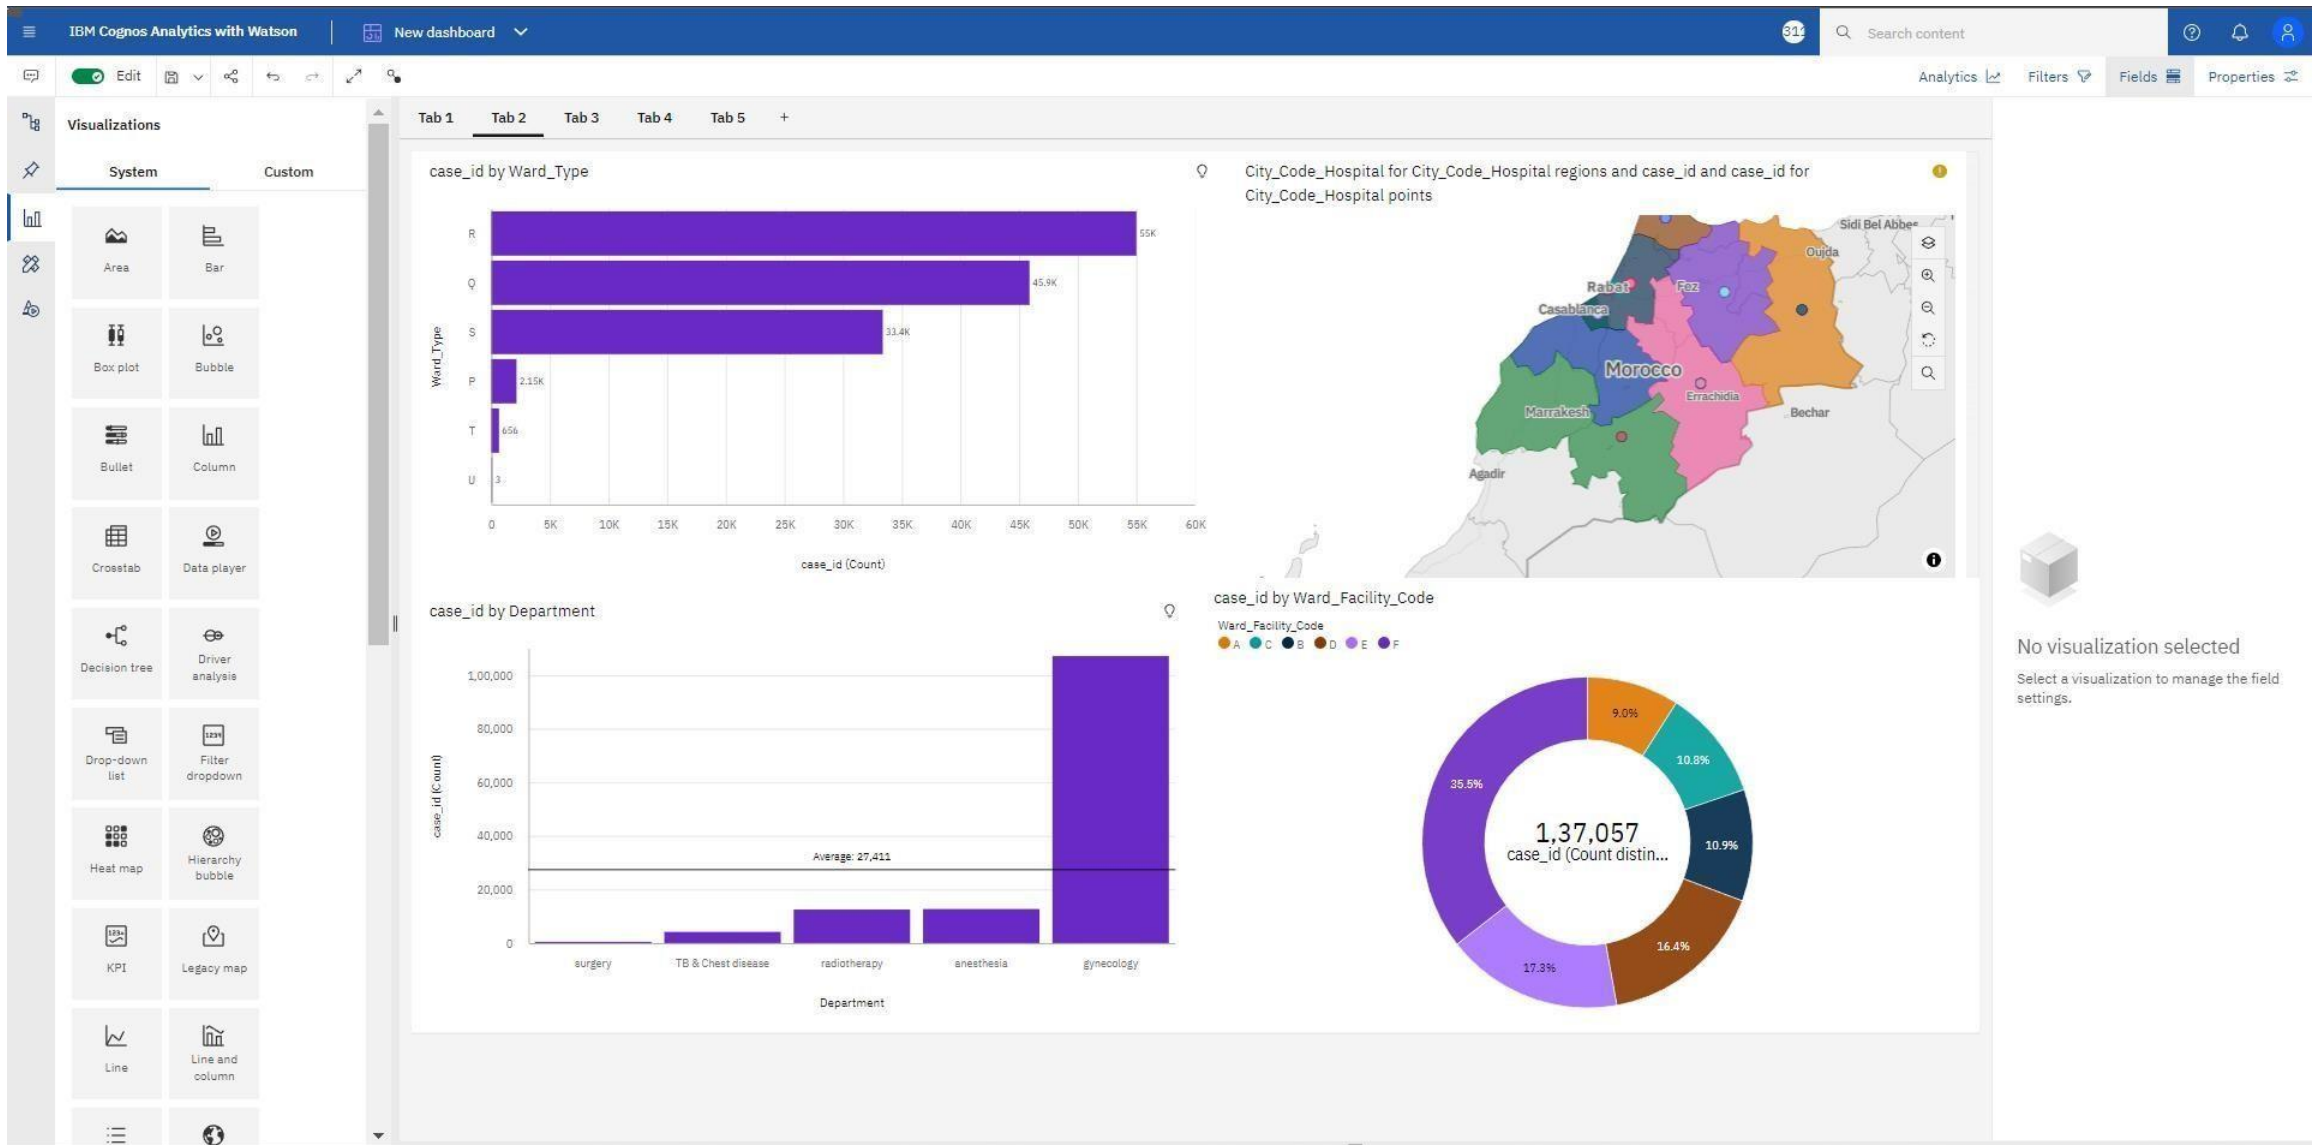 IBM Cognos Analytics with Watson
New dashboard
311
Search content
Edit
Analytics
Filters
Fields
Properties
Visualizations
System
Custom
Area
Bar
Box plot
Bubble
Bullet
Column
Crosstab
Data player
Decision tree
Driver
analysis
Drop-down
list
Filter
dropdown
Heat map
Hierarchy
bubble
KPI
Legacy map
Line
Line and
column
Tab 1
Tab 2
Tab 3
Tab 4
Tab 5
+
case_id by Ward_Type
Ward_Type
R
55K
Q
45.9K
S
33.4K
P
2.15K
T
656
U
3
0
5K
10K
15K
20K
25K
30K
35K
40K
45K
50K
55K
60K
case_id (Count)
City_Code_Hospital for City_Code_Hospital regions and case_id and case_id for
City_Code_Hospital points
Sidi Bel Abbes
Oujda
Rabat
Fez
Casablanca
Morocco
Errachidia
Marrakesh
Bechar
Agadir
case_id by Department
case_id (Count)
1,00,000
80,000
60,000
40,000
20,000
0
Average: 27,411
surgery
TB & Chest disease
radiotherapy
anesthesia
gynecology
Department
case_id by Ward_Facility_Code
Ward_Facility_Code
A C B D E F
9.0%
10.8%
10.9%
16.4%
17.3%
35.5%
1,37,057
case_id (Count distin...
No visualization selected
Select a visualization to manage the field
settings.